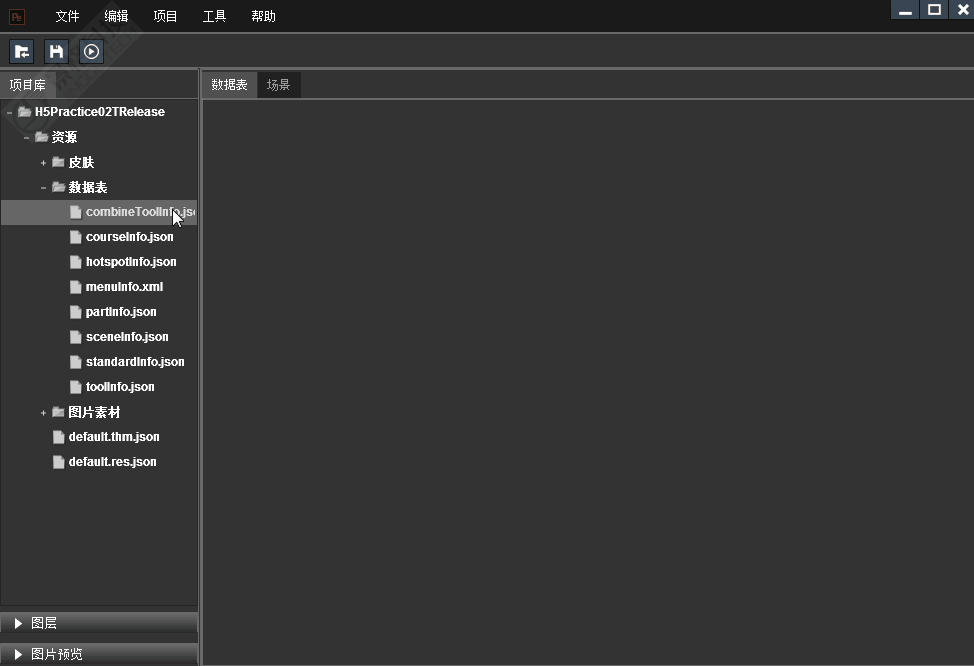 Pe 文件 编辑 项目 工具 帮助
项目库 数据表 场景
H5Practice02TRelease
资源
皮肤
数据表
combineToolInfo.jso
courseInfo.json
hotspotInfo.json
menuInfo.xml
partInfo.json
sceneInfo.json
standardInfo.json
toolInfo.json
图片素材
default.thm.json
default.res.json
图层
图片预览